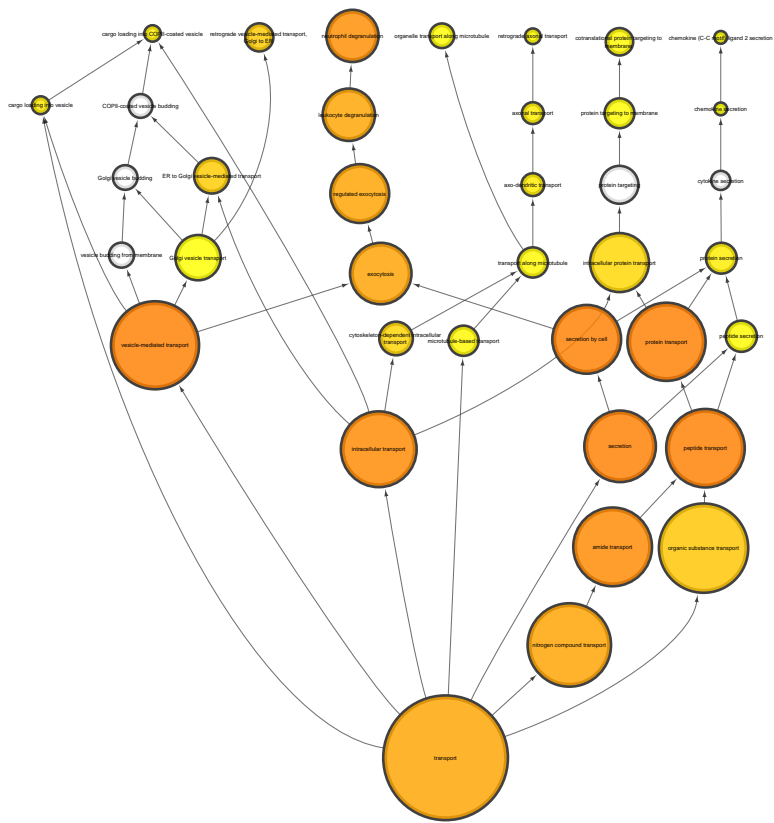 cargo loading into COPII-coated vesicle
retrograde vesicle-mediated transport,
Golgi to ER
neutrophil degranulation
organelle transport along microtubule
retrograde axonal transport
cotranslational protein targeting to
membrane
chemokine (C-C motif) ligand 2 secretion
cargo loading into vesicle
COPII-coated vesicle budding
leukocyte degranulation
axonal transport
protein targeting to membrane
chemokine secretion
Golgi vesicle budding
ER to Golgi vesicle-mediated transport
regulated exocytosis
axo-dendritic transport
protein targeting
cytokine secretion
vesicle budding from membrane
Golgi vesicle transport
exocytosis
transport along microtubule
intracellular protein transport
protein secretion
vesicle-mediated transport
cytoskeleton-dependent intracellular
transport
microtubule-based transport
secretion by cell
protein transport
peptide secretion
intracellular transport
secretion
peptide transport
amide transport
organic substance transport
nitrogen compound transport
transport